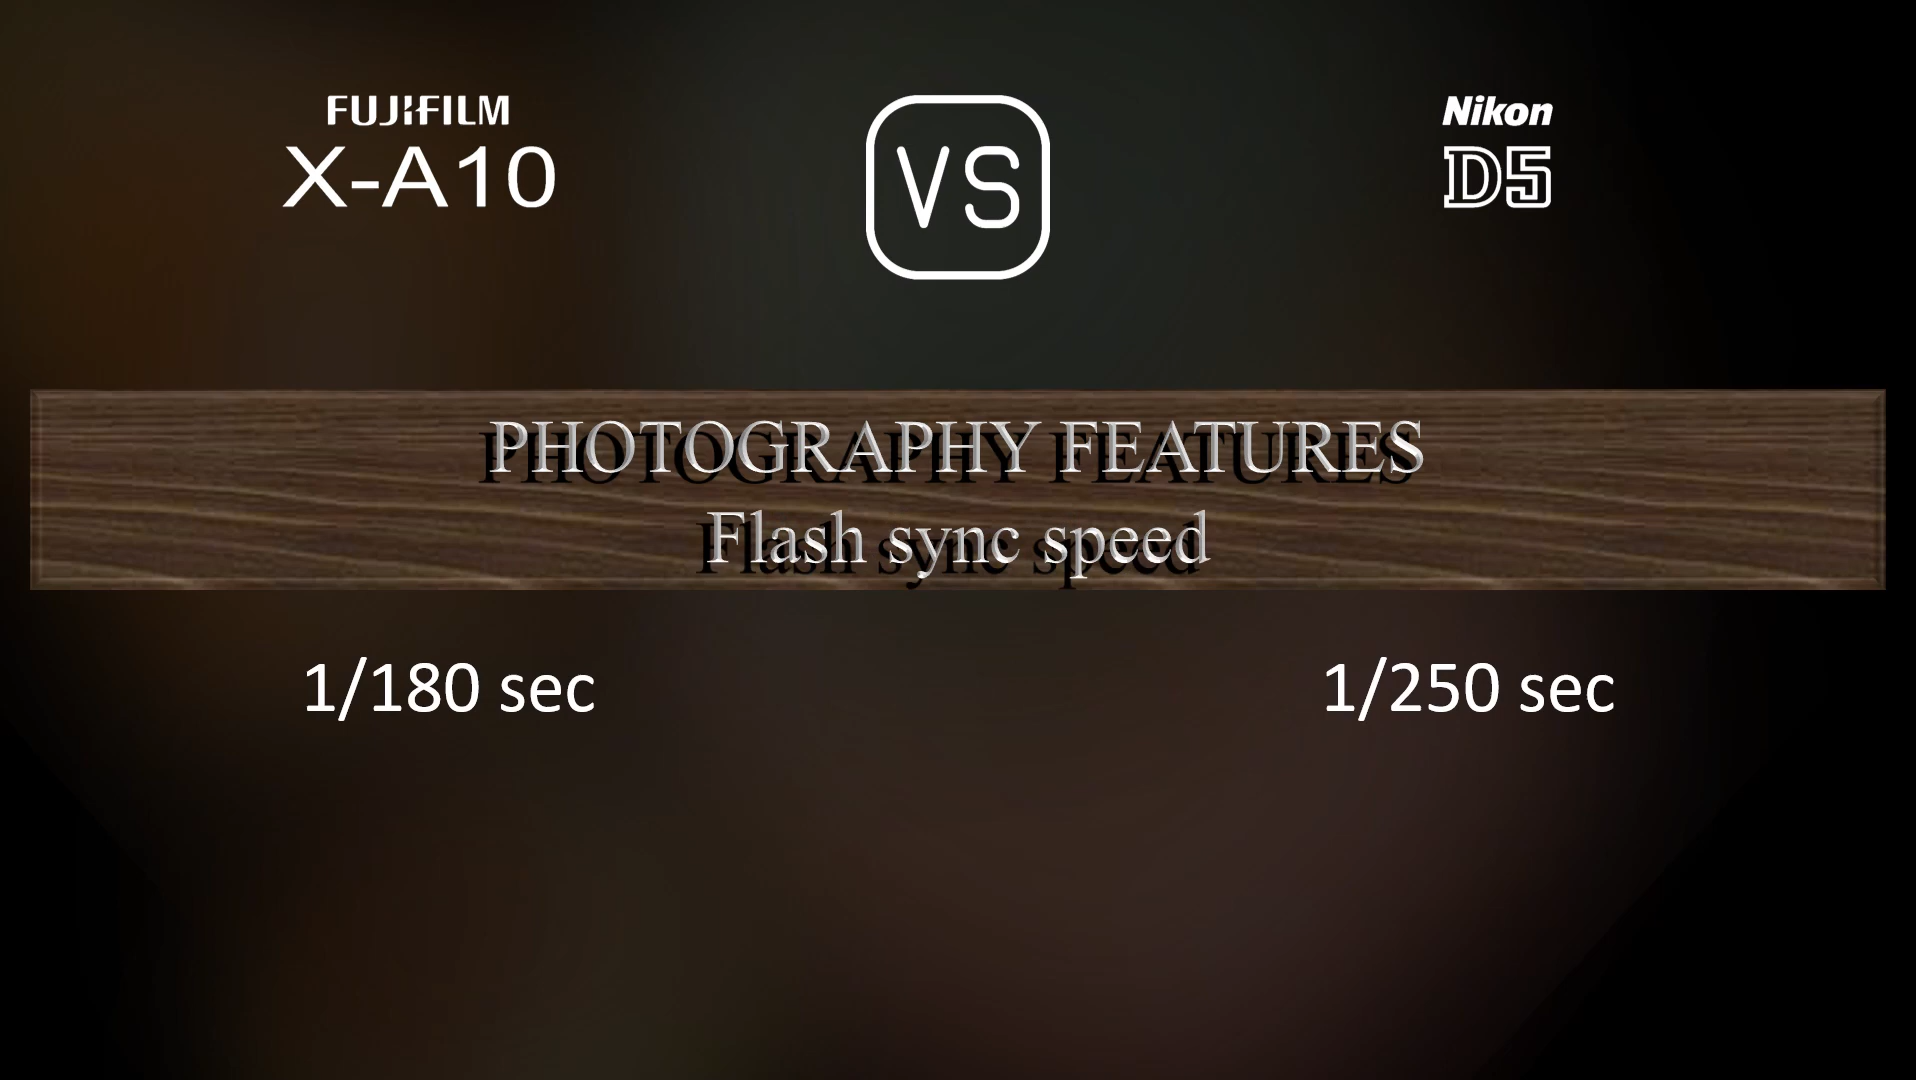 FUJIFILM
X-A10
VS
Nikon
D5
PHOTOGRAPHY FEATURES
Flash sync speed
1/180 sec
1/250 sec